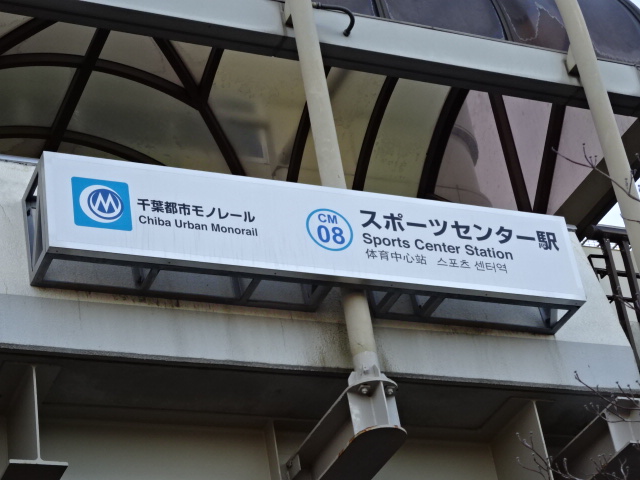 千葉都市モノレール
Chiba Urban Monorail
CM
08
スポーツセンター駅
Sports Center Station
体育中心站 스포츠 센터역